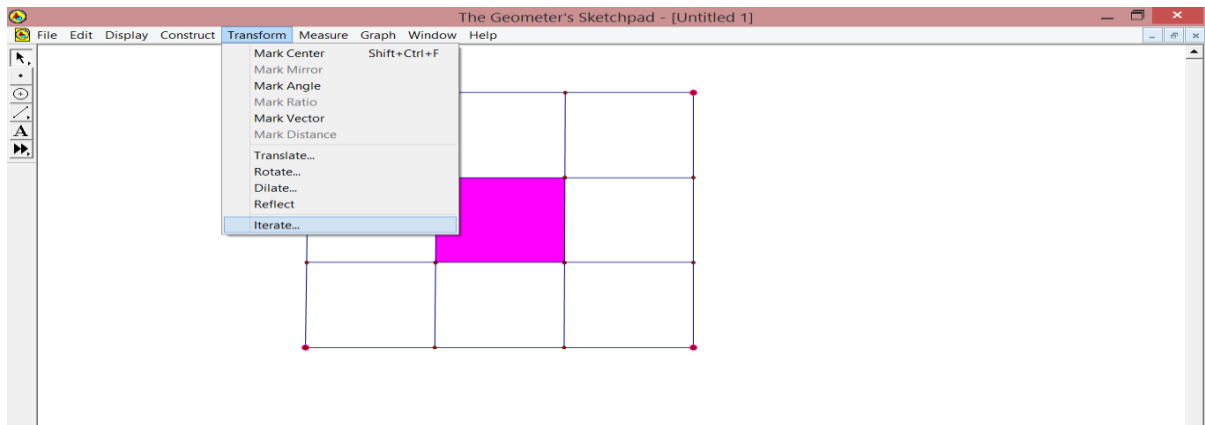 The Geometer's Sketchpad - [Untitled 1]
File Edit Display Construct Transform Measure Graph Window Help
Mark Center Shift+Ctrl+F
Mark Mirror
Mark Angle
Mark Ratio
Mark Vector
Mark Distance
Translate...
Rotate...
Dilate...
Reflect
Iterate...
A